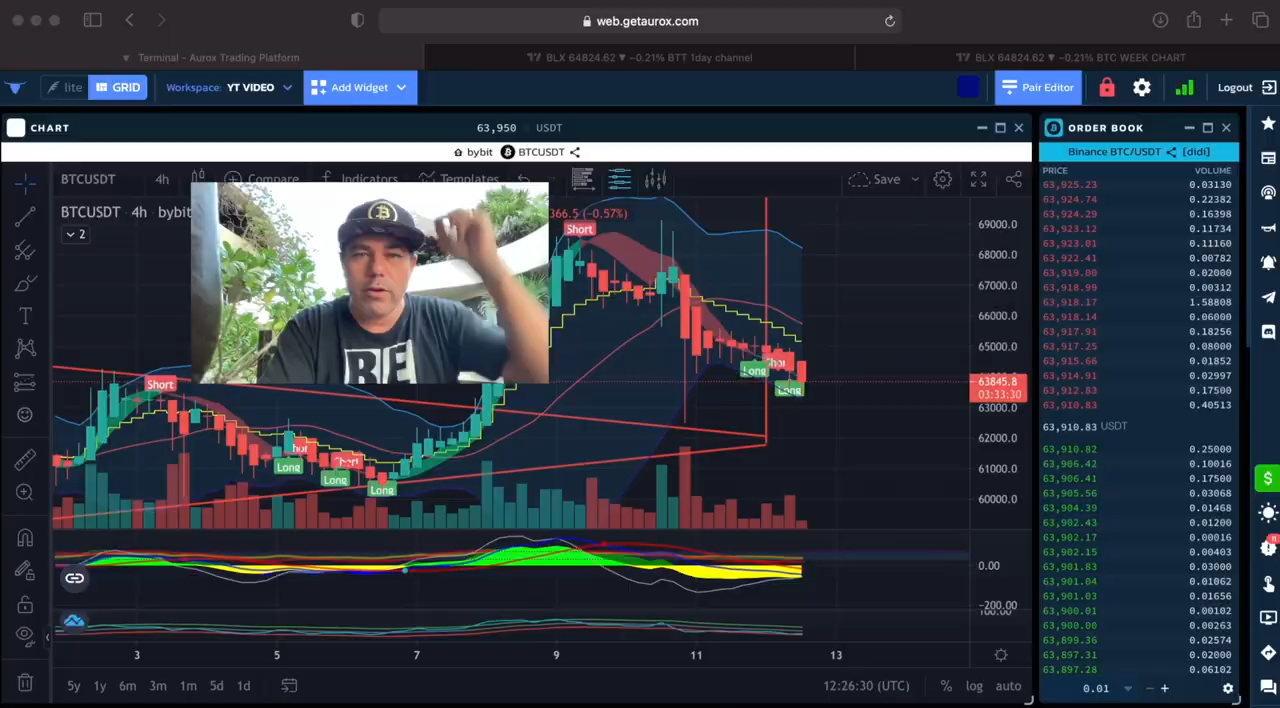 web.getaurox.com
Terminal - Aurox Trading Platform
BLX 64824.62 ▼ −0.21% BTT 1day channel
BLX 64824.62 ▼ −0.21% BTC WEEK CHART
lite
GRID
Workspace: YT VIDEO
Add Widget
Pair Editor
Logout
CHART
63,950 USDT
bybit BTCUSDT
BTCUSDT 4h Compare Indicators Templates Save
BTCUSDT 4h bybit
366.5 (−0.57%)
2
Short
Short
Long
Short
Long
Long
Long
Long
69000.0
68000.0
67000.0
66000.0
65000.0
63845.8
03:33:30
63000.0
62000.0
61000.0
60000.0
0.00
−200.00
3 5 7 9 11 13
5y 1y 6m 3m 1m 5d 1d
12:26:30 (UTC) % log auto
ORDER BOOK
Binance BTC/USDT [didi]
PRICE VOLUME
63,925.23 0.03130
63,924.74 0.22382
63,924.29 0.16398
63,923.12 0.11734
63,923.01 0.11160
63,922.41 0.00782
63,919.00 0.02000
63,918.99 0.00312
63,918.17 1.58808
63,918.14 0.06000
63,917.91 0.18256
63,917.25 0.08000
63,915.66 0.01852
63,914.91 0.02997
63,912.83 0.17500
63,910.83 0.40513
63,910.83 USDT
63,910.82 0.25000
63,906.42 0.10016
63,906.41 0.17500
63,905.56 0.03068
63,904.39 0.01468
63,902.43 0.01200
63,902.17 0.00016
63,902.15 0.00403
63,901.83 0.03000
63,901.04 0.01062
63,901.03 0.01656
63,900.01 0.00102
63,900.00 0.00263
63,899.36 0.02574
63,897.31 0.02000
63,897.28 0.06102
0.01